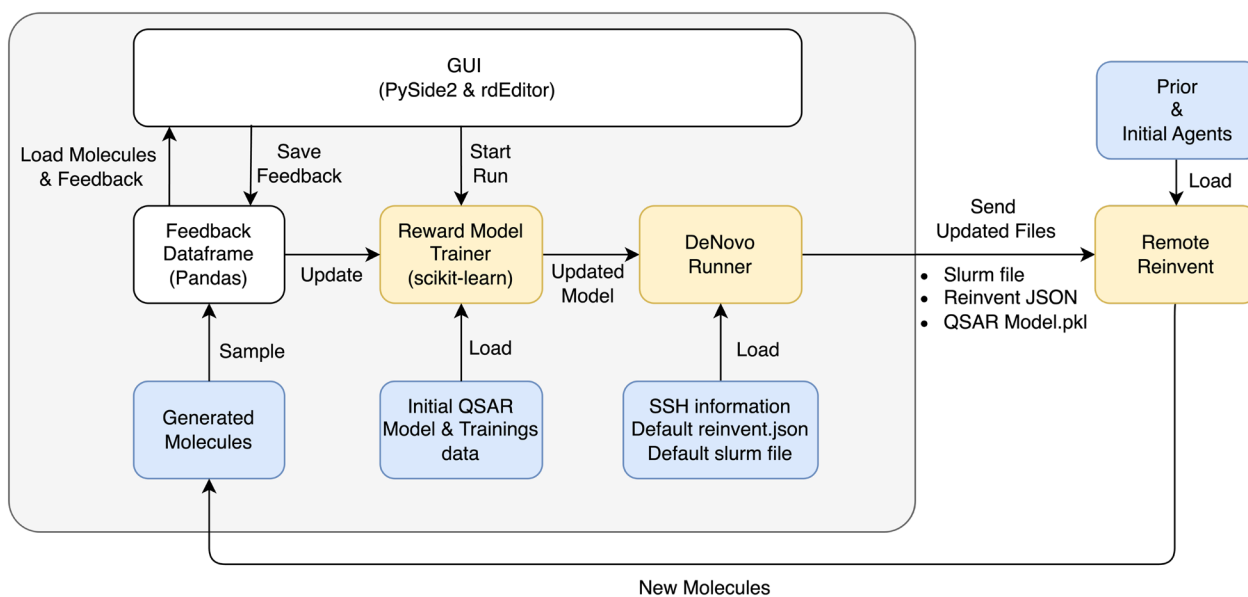 GUI
(PySide2 & rdEditor)
Prior
&
Initial Agents
Load Molecules
& Feedback
Save
Feedback
Start
Run
Load
Feedback
Dataframe
(Pandas)
Update
Reward Model
Trainer
(scikit-learn)
Updated
Model
DeNovo
Runner
Send
Updated Files
• Slurm file
• Reinvent JSON
• QSAR Model.pkl
Remote
Reinvent
Sample
Load
Load
Generated
Molecules
Initial QSAR
Model & Trainings
data
SSH information
Default reinvent.json
Default slurm file
New Molecules